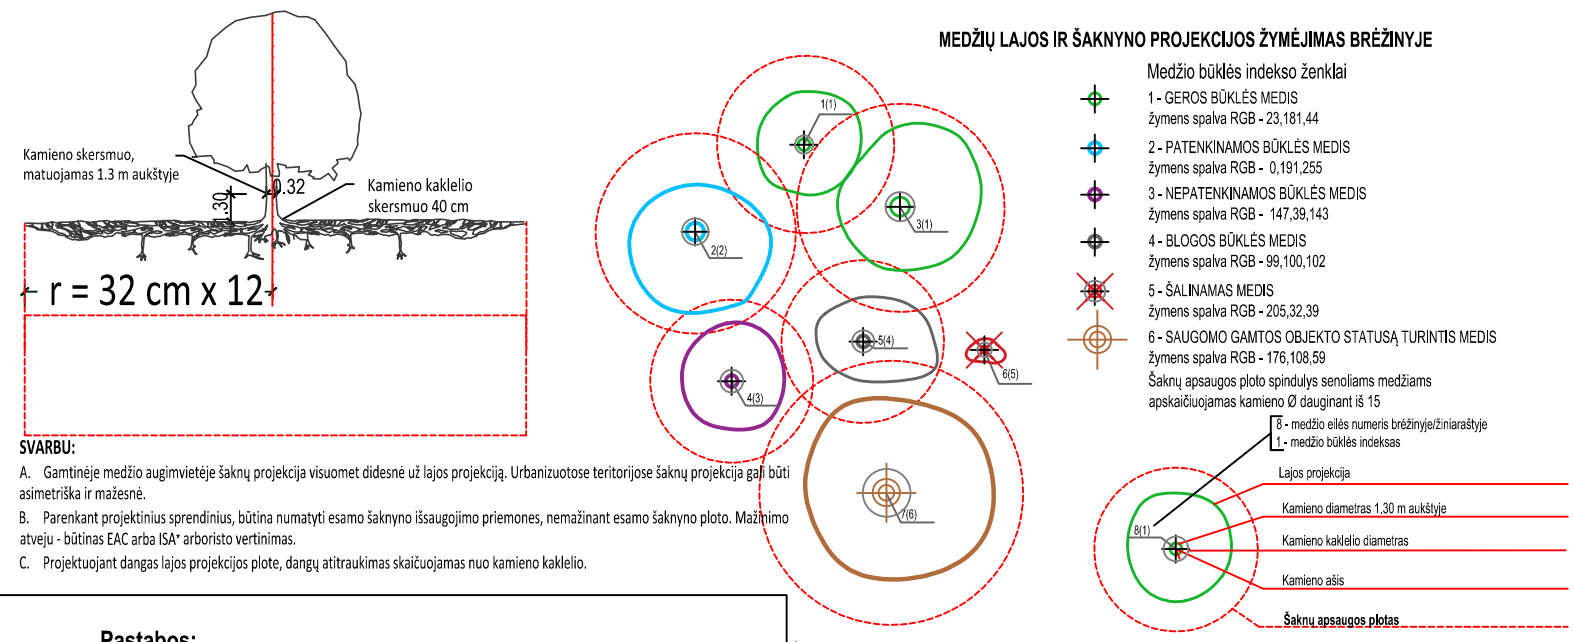 Kamieno skersmuo,
matuojamas 1.3 m aukštyje
0.32
1.30
Kamieno kaklelio
skersmuo 40 cm
r = 32 cm x 12
SVARBU:
A. Gamtinėje medžio augimvietėje šaknų projekcija visuomet didesnė už lajos projekciją. Urbanizuotose teritorijose šaknų projekcija gali būti
asimetriška ir mažesnė.
B. Parenkant projektinius sprendinius, būtina numatyti esamo šaknyno išsaugojimo priemones, nemažinant esamo šaknyno ploto. Mažinimo
atveju - būtinas EAC arba ISA* arboristo vertinimas.
C. Projektuojant dangas lajos projekcijos plote, dangų atitraukimas skaičiuojamas nuo kamieno kaklelio.
Pastabos:
1(1)
3(1)
2(2)
5(4)
6(5)
4(3)
7(6)
MEDŽIŲ LAJOS IR ŠAKNYNO PROJEKCIJOS ŽYMĖJIMAS BRĖŽINYJE
Medžio būklės indekso ženklai
1 - GEROS BŪKLĖS MEDIS
žymens spalva RGB - 23,181,44
2 - PATENKINAMOS BŪKLĖS MEDIS
žymens spalva RGB - 0,191,255
3 - NEPATENKINAMOS BŪKLĖS MEDIS
žymens spalva RGB - 147,39,143
4 - BLOGOS BŪKLĖS MEDIS
žymens spalva RGB - 99,100,102
5 - ŠALINAMAS MEDIS
žymens spalva RGB - 205,32,39
6 - SAUGOMO GAMTOS OBJEKTO STATUSĄ TURINTIS MEDIS
žymens spalva RGB - 176,108,59
Šaknų apsaugos ploto spindulys senoliams medžiams
apskaičiuojamas kamieno Ø dauginant iš 15
8 - medžio eilės numeris brėžinyje/žiniaraštyje
1 - medžio būklės indeksas
Lajos projekcija
Kamieno diametras 1,30 m aukštyje
8(1)
Kamieno kaklelio diametras
Kamieno ašis
Šaknų apsaugos plotas